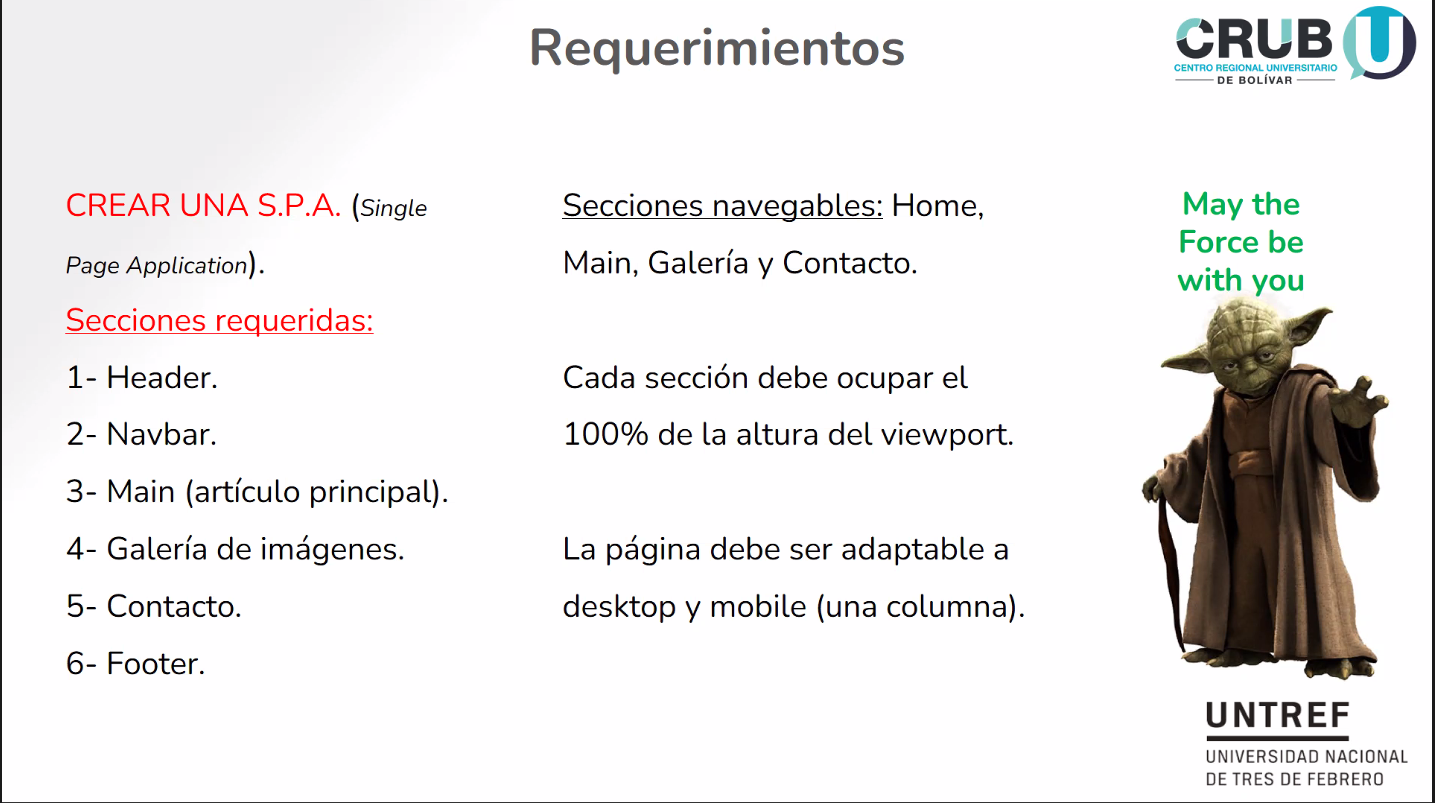 Requerimientos
CRUB U
CENTRO REGIONAL UNIVERSITARIO
DE BOLÍVAR
CREAR UNA S.P.A. (Single
Page Application).
Secciones requeridas:
1- Header.
2- Navbar.
3- Main (artículo principal).
4- Galería de imágenes.
5- Contacto.
6- Footer.
Secciones navegables: Home,
Main, Galería y Contacto.
Cada sección debe ocupar el
100% de la altura del viewport.
La página debe ser adaptable a
desktop y mobile (una columna).
May the
Force be
with you
UNTREF
UNIVERSIDAD NACIONAL
DE TRES DE FEBRERO